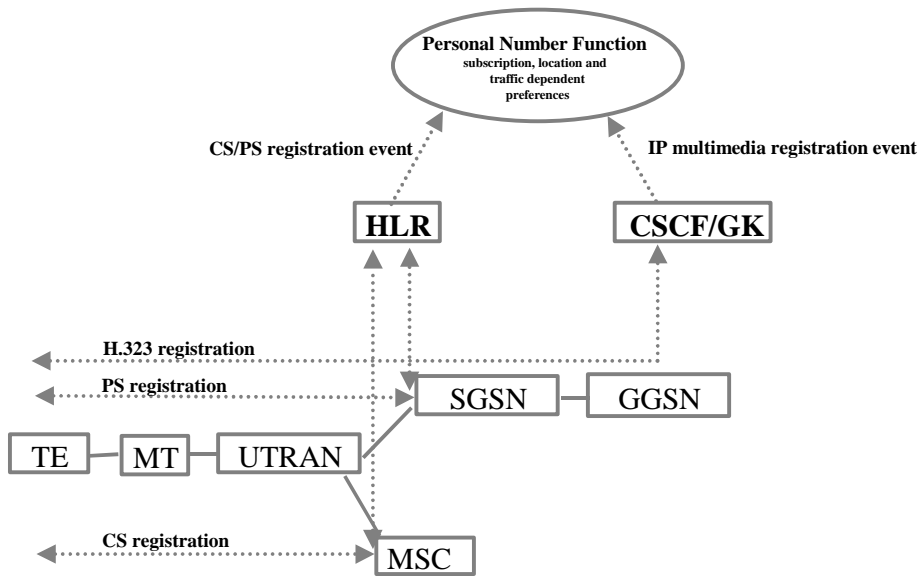 Personal Number Function
subscription, location and
traffic dependent
preferences
CS/PS registration event
IP multimedia registration event
HLR
CSCF/GK
H.323 registration
PS registration
SGSN
GGSN
TE
MT
UTRAN
CS registration
MSC